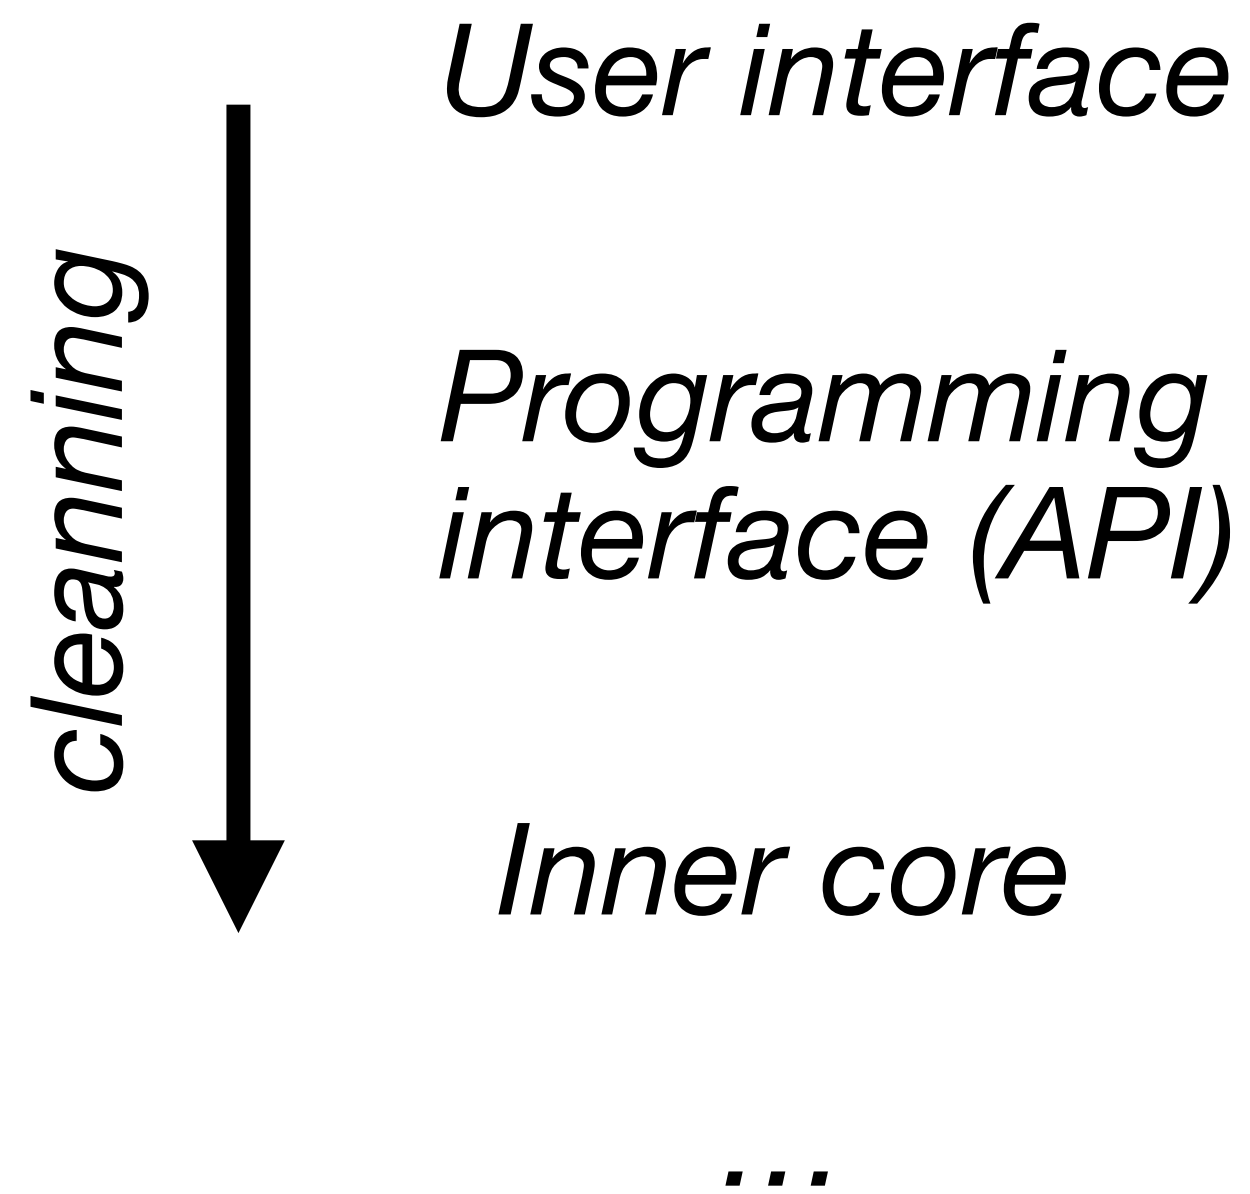 User interface
cleanning
Programming
interface (API)
Inner core
...